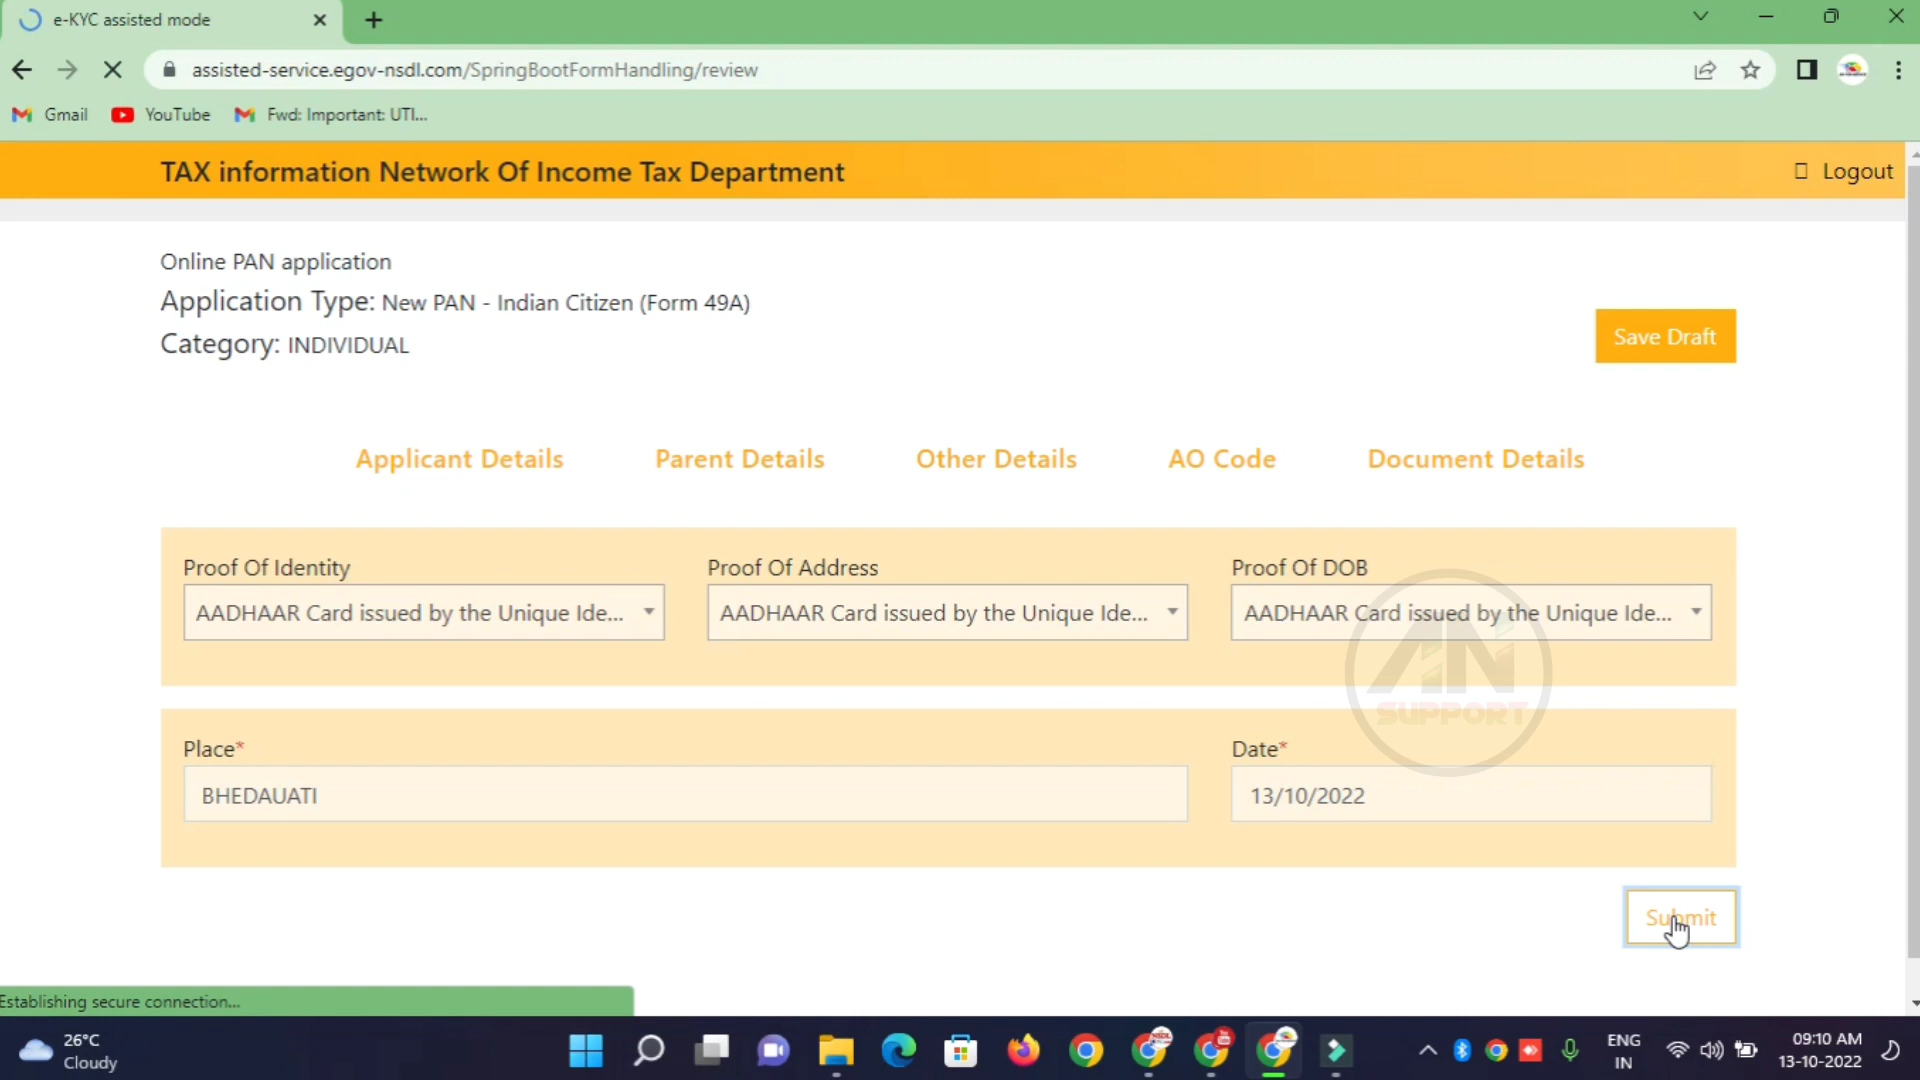 e-KYC assisted mode
assisted-service.egov-nsdl.com/SpringBootFormHandling/review
Gmail YouTube Fwd: Important: UTI...
TAX information Network Of Income Tax Department
Logout
Online PAN application
Application Type: New PAN - Indian Citizen (Form 49A)
Category: INDIVIDUAL
Save Draft
Applicant Details Parent Details Other Details AO Code Document Details
Proof Of Identity Proof Of Address Proof Of DOB
AADHAAR Card issued by the Unique Ide... AADHAAR Card issued by the Unique Ide... AADHAAR Card issued by the Unique Ide...
AN
SUPPORT
Place* Date*
BHEDAUATI 13/10/2022
Submit
Establishing secure connection...
26°C
Cloudy
ENG
IN
09:10 AM
13-10-2022